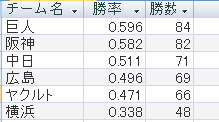 チーム名 勝率 勝数
巨人 0.596 84
阪神 0.582 82
中日 0.511 71
広島 0.496 69
ヤクルト 0.471 66
横浜 0.338 48